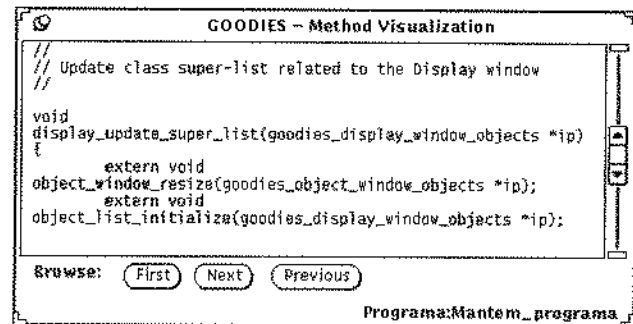 GOODIES – Method Visualization
//
// Update class super-list related to the Display window
//
void
display_update_super_list(goodies_display_window_objects *ip)
{
extern void
object_window_resize(goodies_object_window_objects *ip);
extern void
object_list_initialize(goodies_display_window_objects *ip);
Browse: First Next Previous
Programa:Mantem_programa